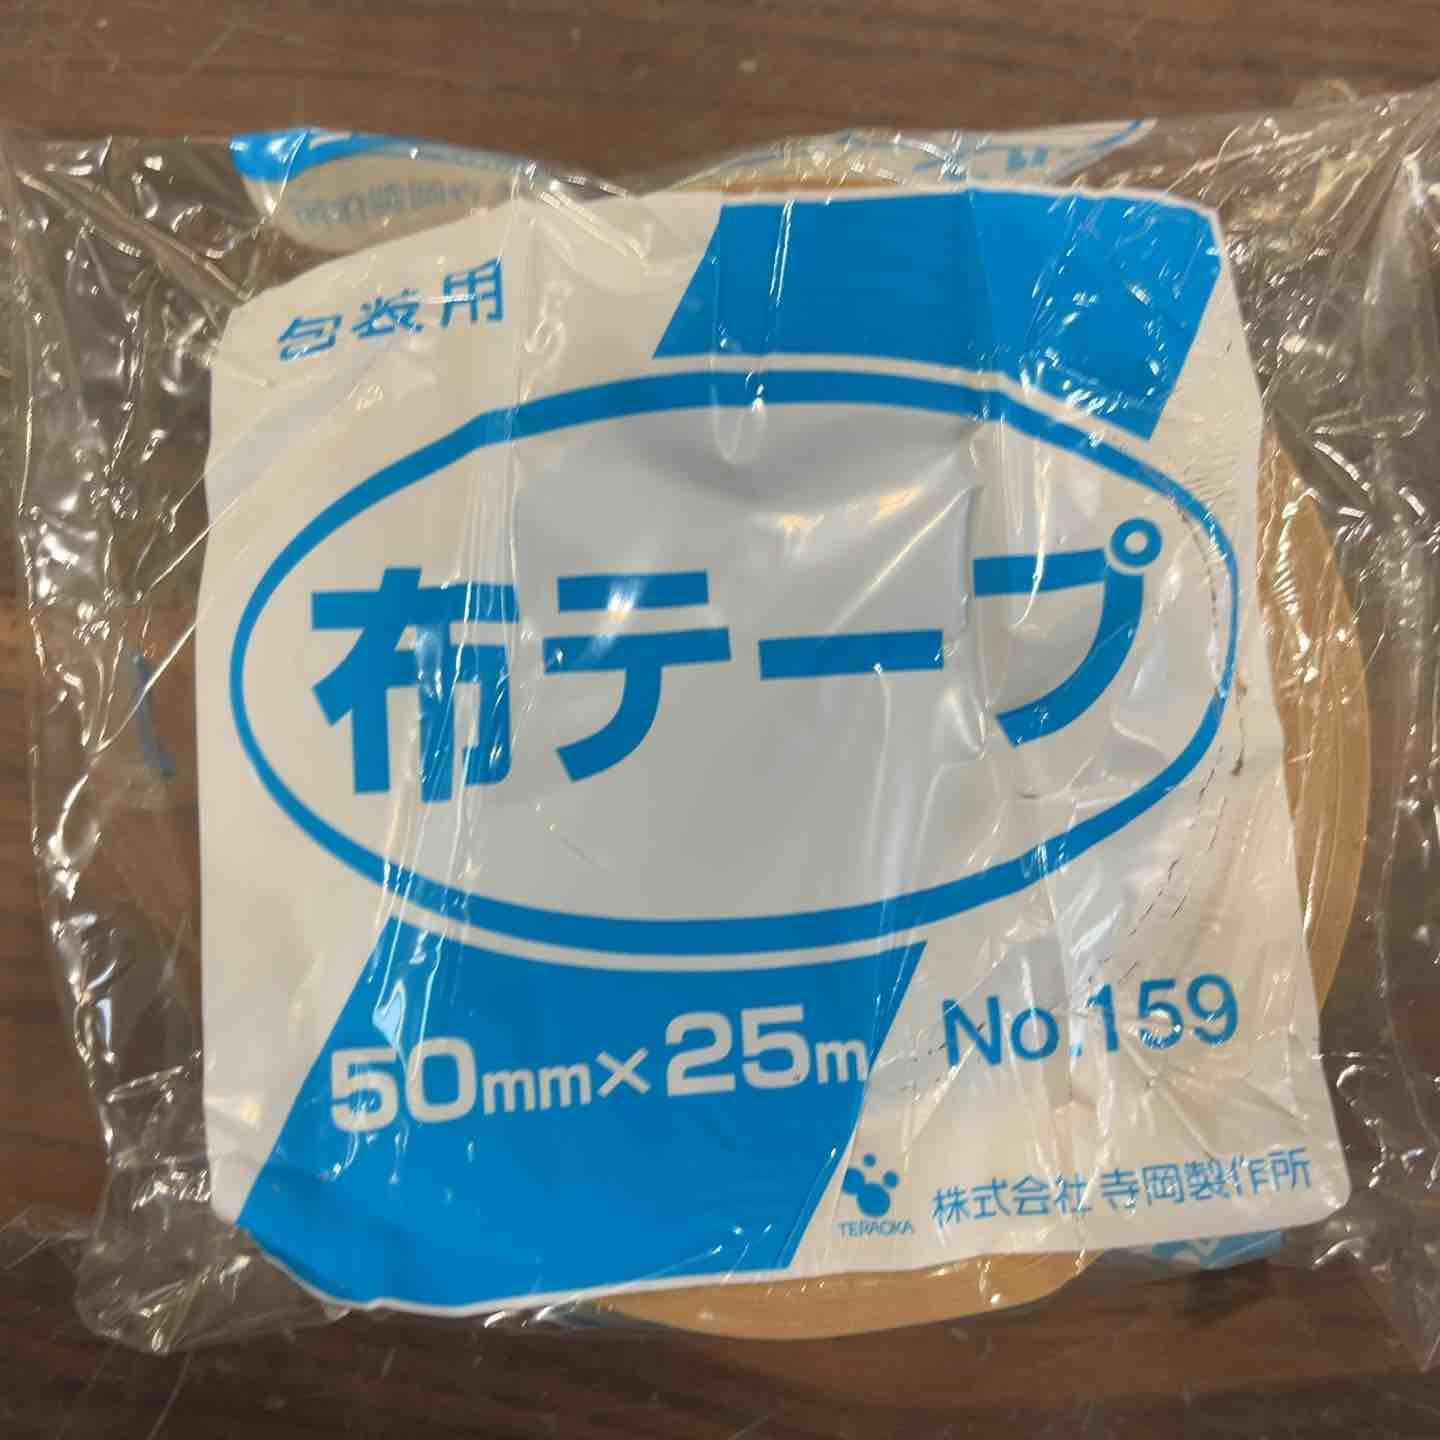 包装用
布テープ
50mm×25m
No.159
TERAOKA
株式会社 寺岡製作所